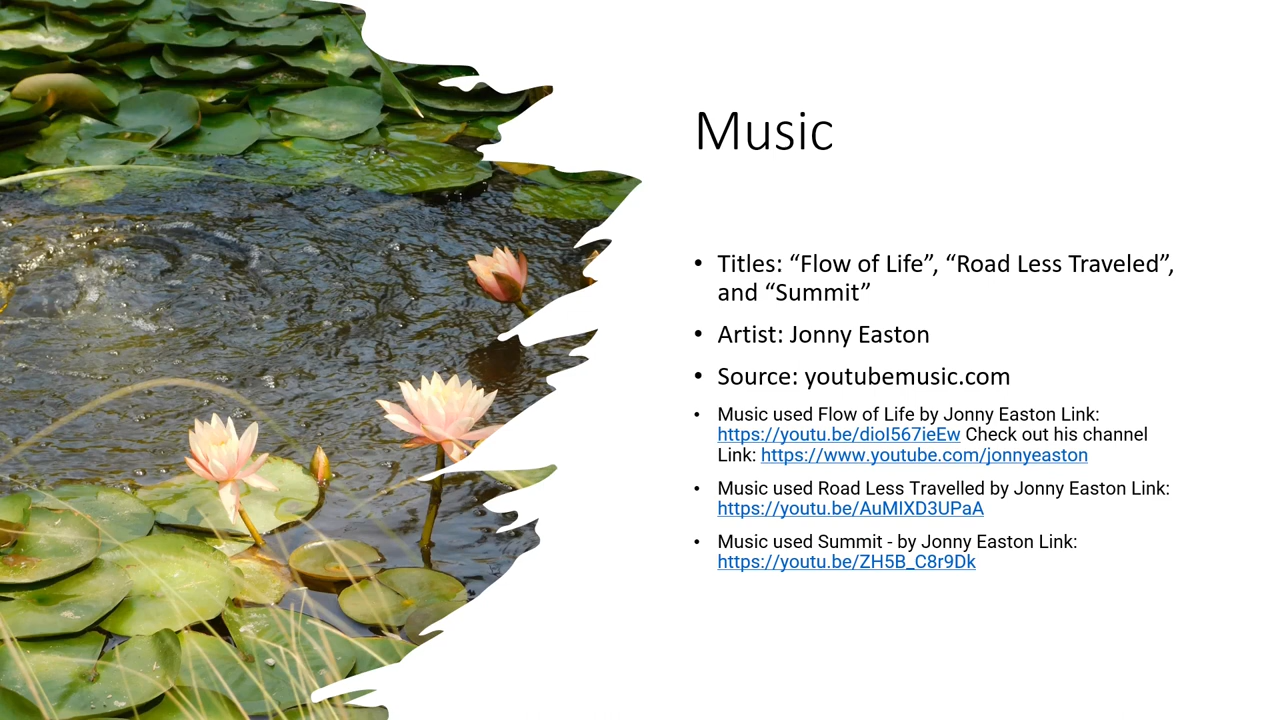 Music
• Titles: “Flow of Life”, “Road Less Traveled”,
and “Summit”
• Artist: Jonny Easton
• Source: youtubemusic.com
• Music used Flow of Life by Jonny Easton Link:
https://youtu.be/dioI567ieEw Check out his channel
Link: https://www.youtube.com/jonnyeaston
• Music used Road Less Travelled by Jonny Easton Link:
https://youtu.be/AuMIXD3UPaA
• Music used Summit - by Jonny Easton Link:
https://youtu.be/ZH5B_C8r9Dk